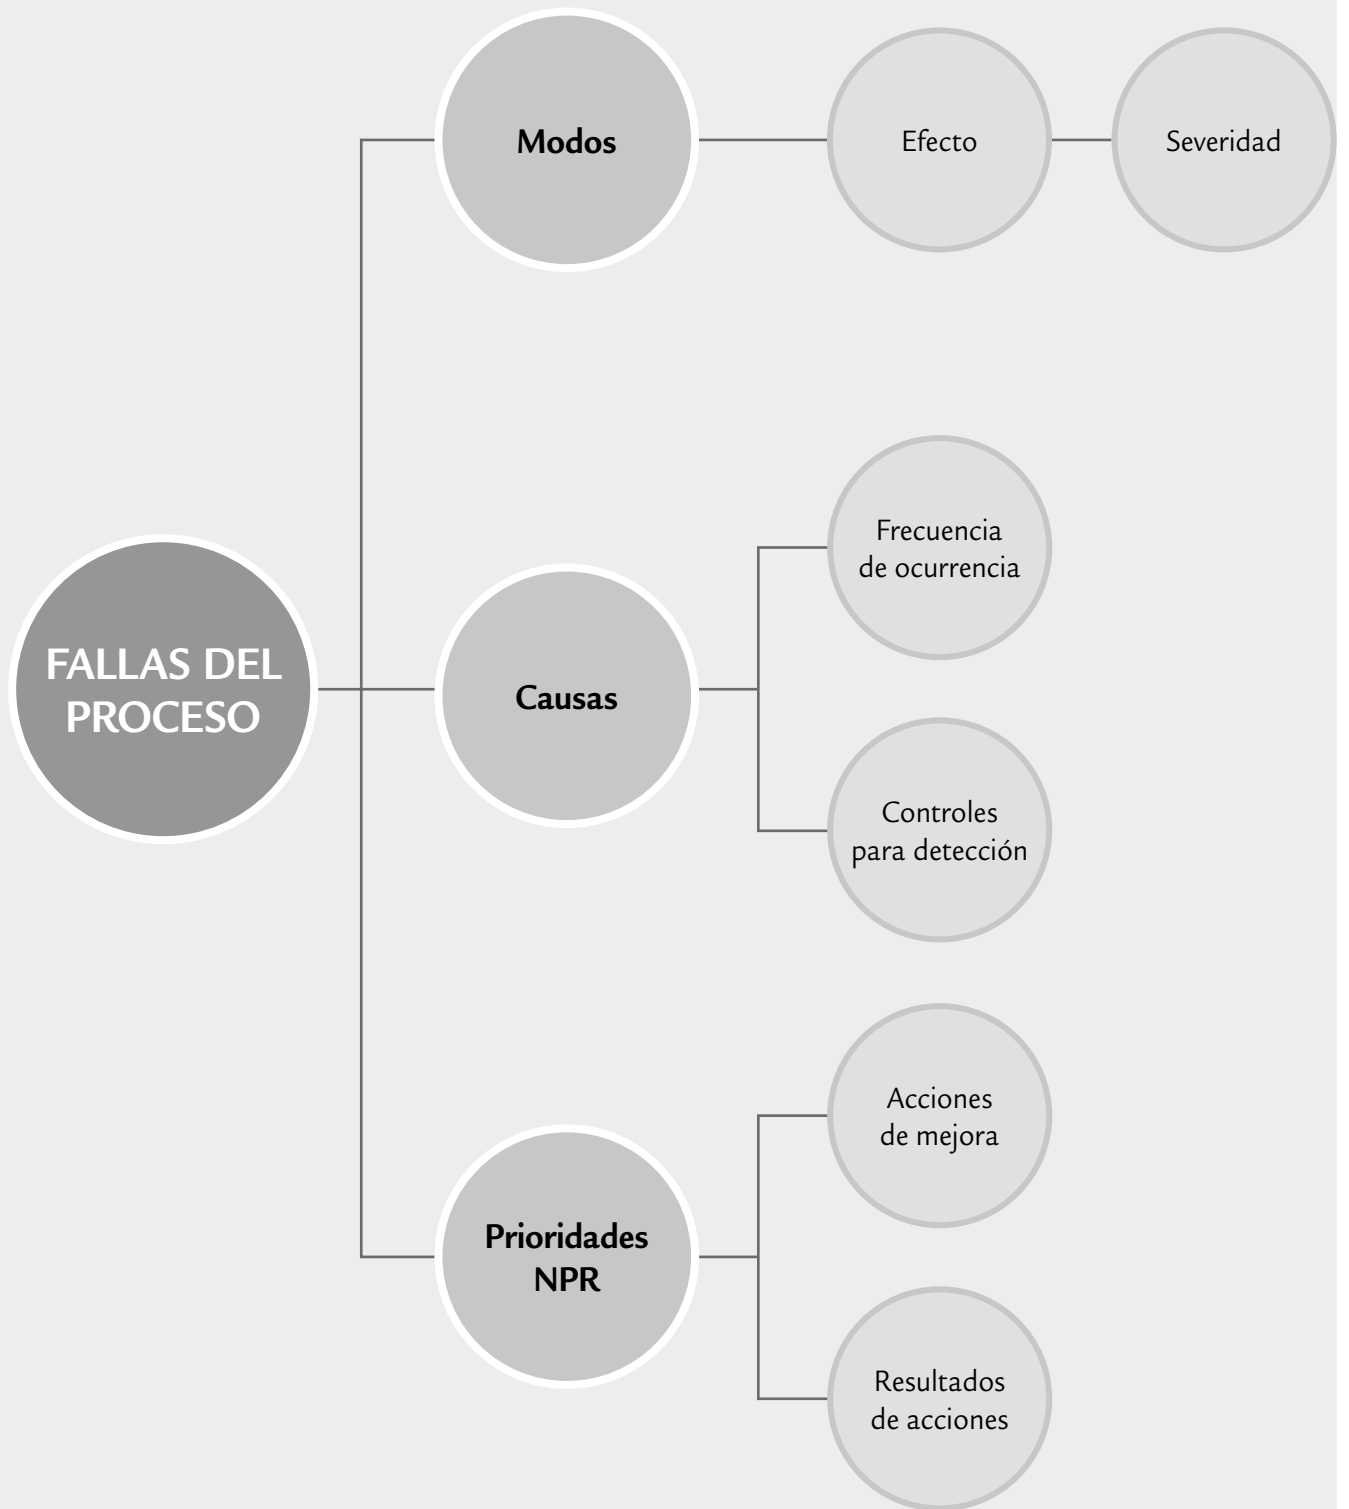 Modos
Efecto
Severidad
FALLAS DEL
PROCESO
Causas
Frecuencia
de ocurrencia
Controles
para detección
Prioridades
NPR
Acciones
de mejora
Resultados
de acciones